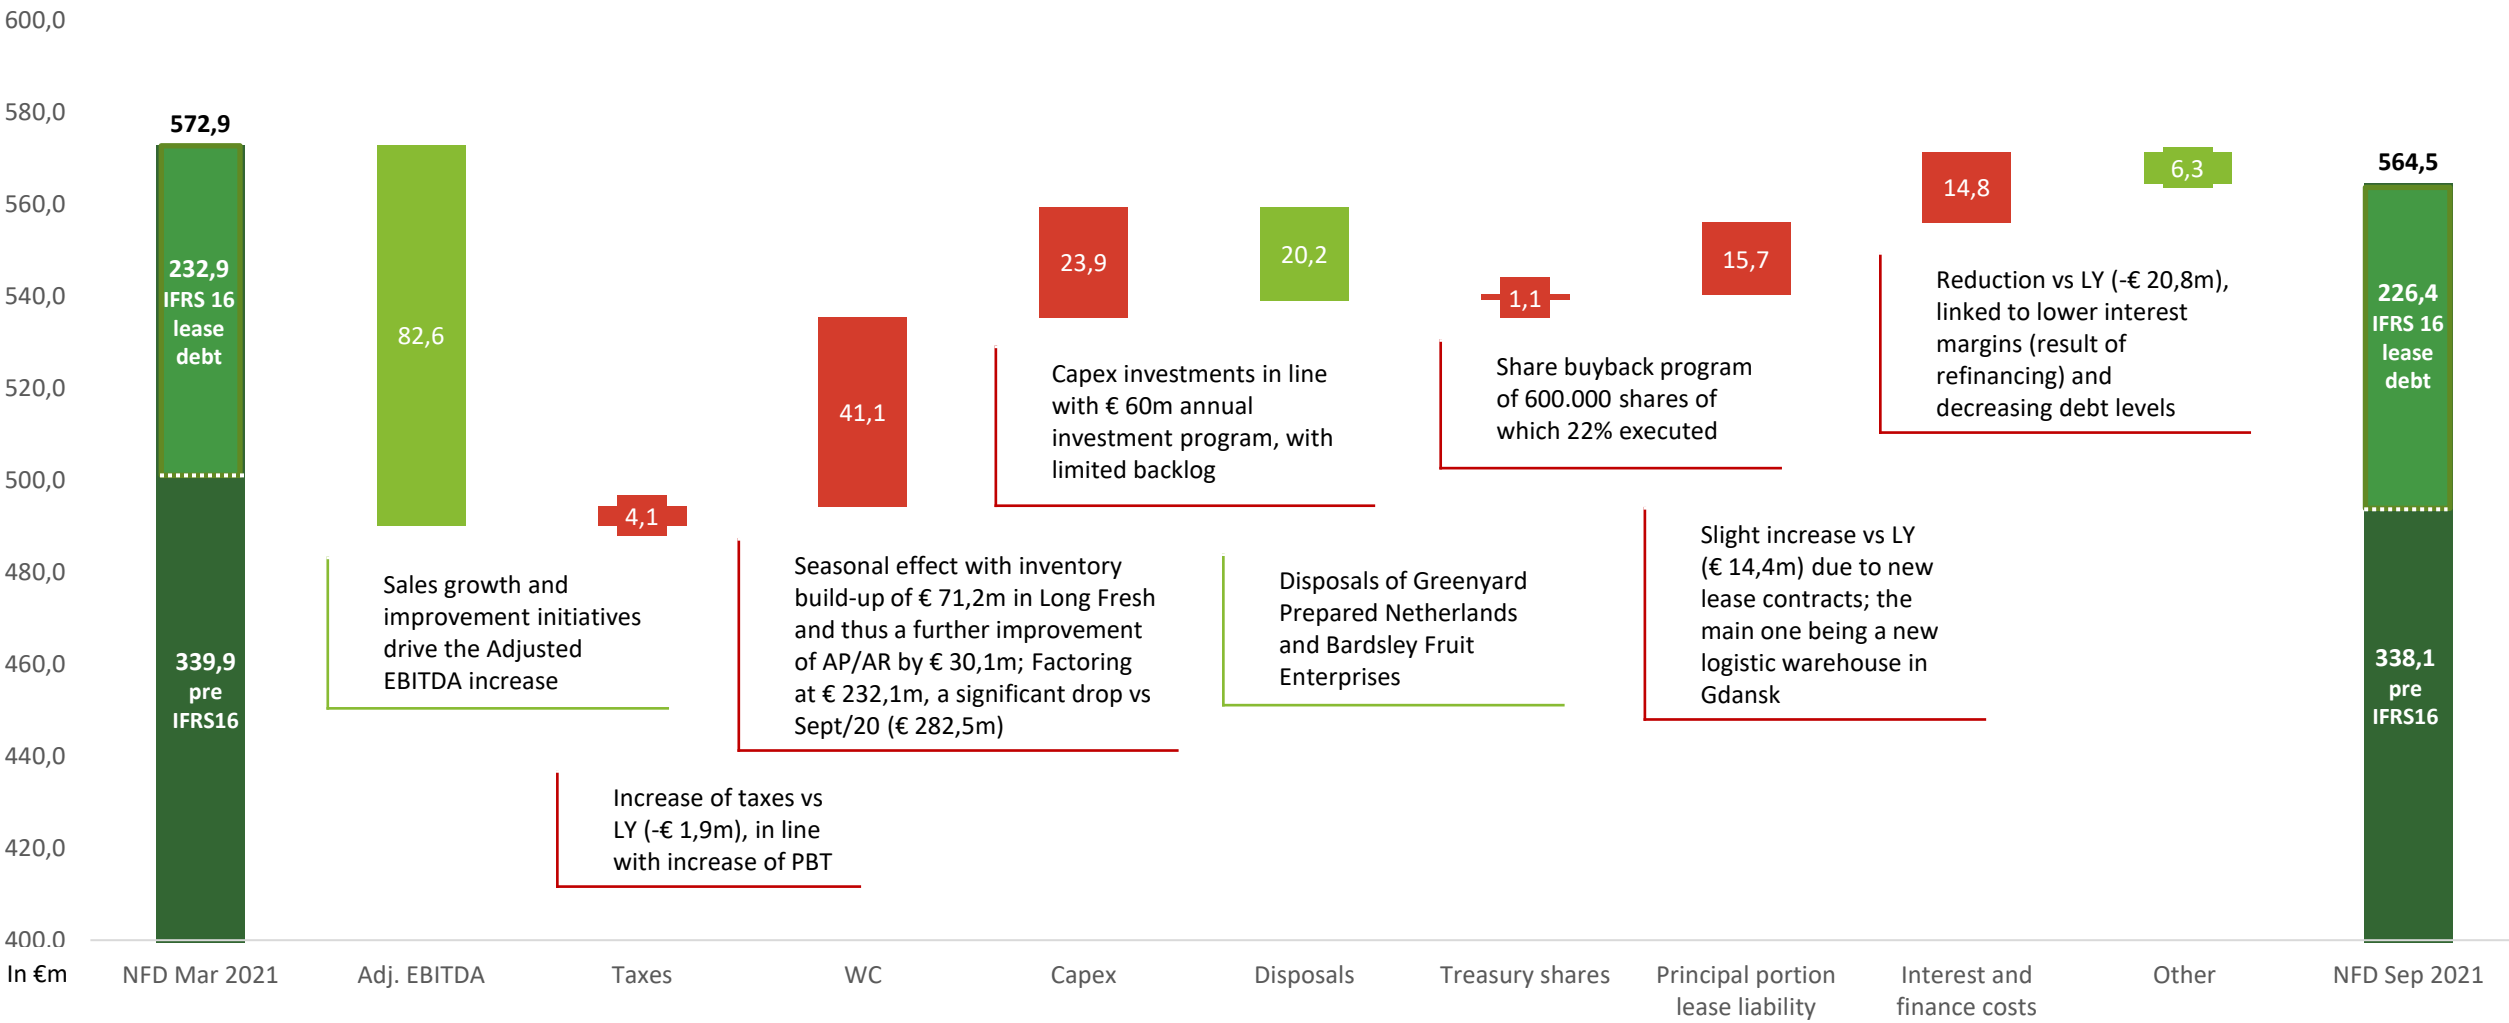 600,0
580,0
560,0
540,0
520,0
500,0
480,0
460,0
440,0
420,0
400,0
In €m
572,9
232,9
IFRS 16
lease
debt
339,9
pre
IFRS16
82,6
4,1
41,1
23,9
20,2
1,1
15,7
14,8
6,3
564,5
226,4
IFRS 16
lease
debt
338,1
pre
IFRS16
Sales growth and
improvement initiatives
drive the Adjusted
EBITDA increase
Increase of taxes vs
LY (-€ 1,9m), in line
with increase of PBT
Seasonal effect with inventory
build-up of € 71,2m in Long Fresh
and thus a further improvement
of AP/AR by € 30,1m; Factoring
at € 232,1m, a significant drop vs
Sept/20 (€ 282,5m)
Capex investments in line
with € 60m annual
investment program, with
limited backlog
Disposals of Greenyard
Prepared Netherlands
and Bardsley Fruit
Enterprises
Share buyback program
of 600.000 shares of
which 22% executed
Slight increase vs LY
(€ 14,4m) due to new
lease contracts; the
main one being a new
logistic warehouse in
Gdansk
Reduction vs LY (-€ 20,8m),
linked to lower interest
margins (result of
refinancing) and
decreasing debt levels
NFD Mar 2021
Adj. EBITDA
Taxes
WC
Capex
Disposals
Treasury shares
Principal portion
lease liability
Interest and
finance costs
Other
NFD Sep 2021